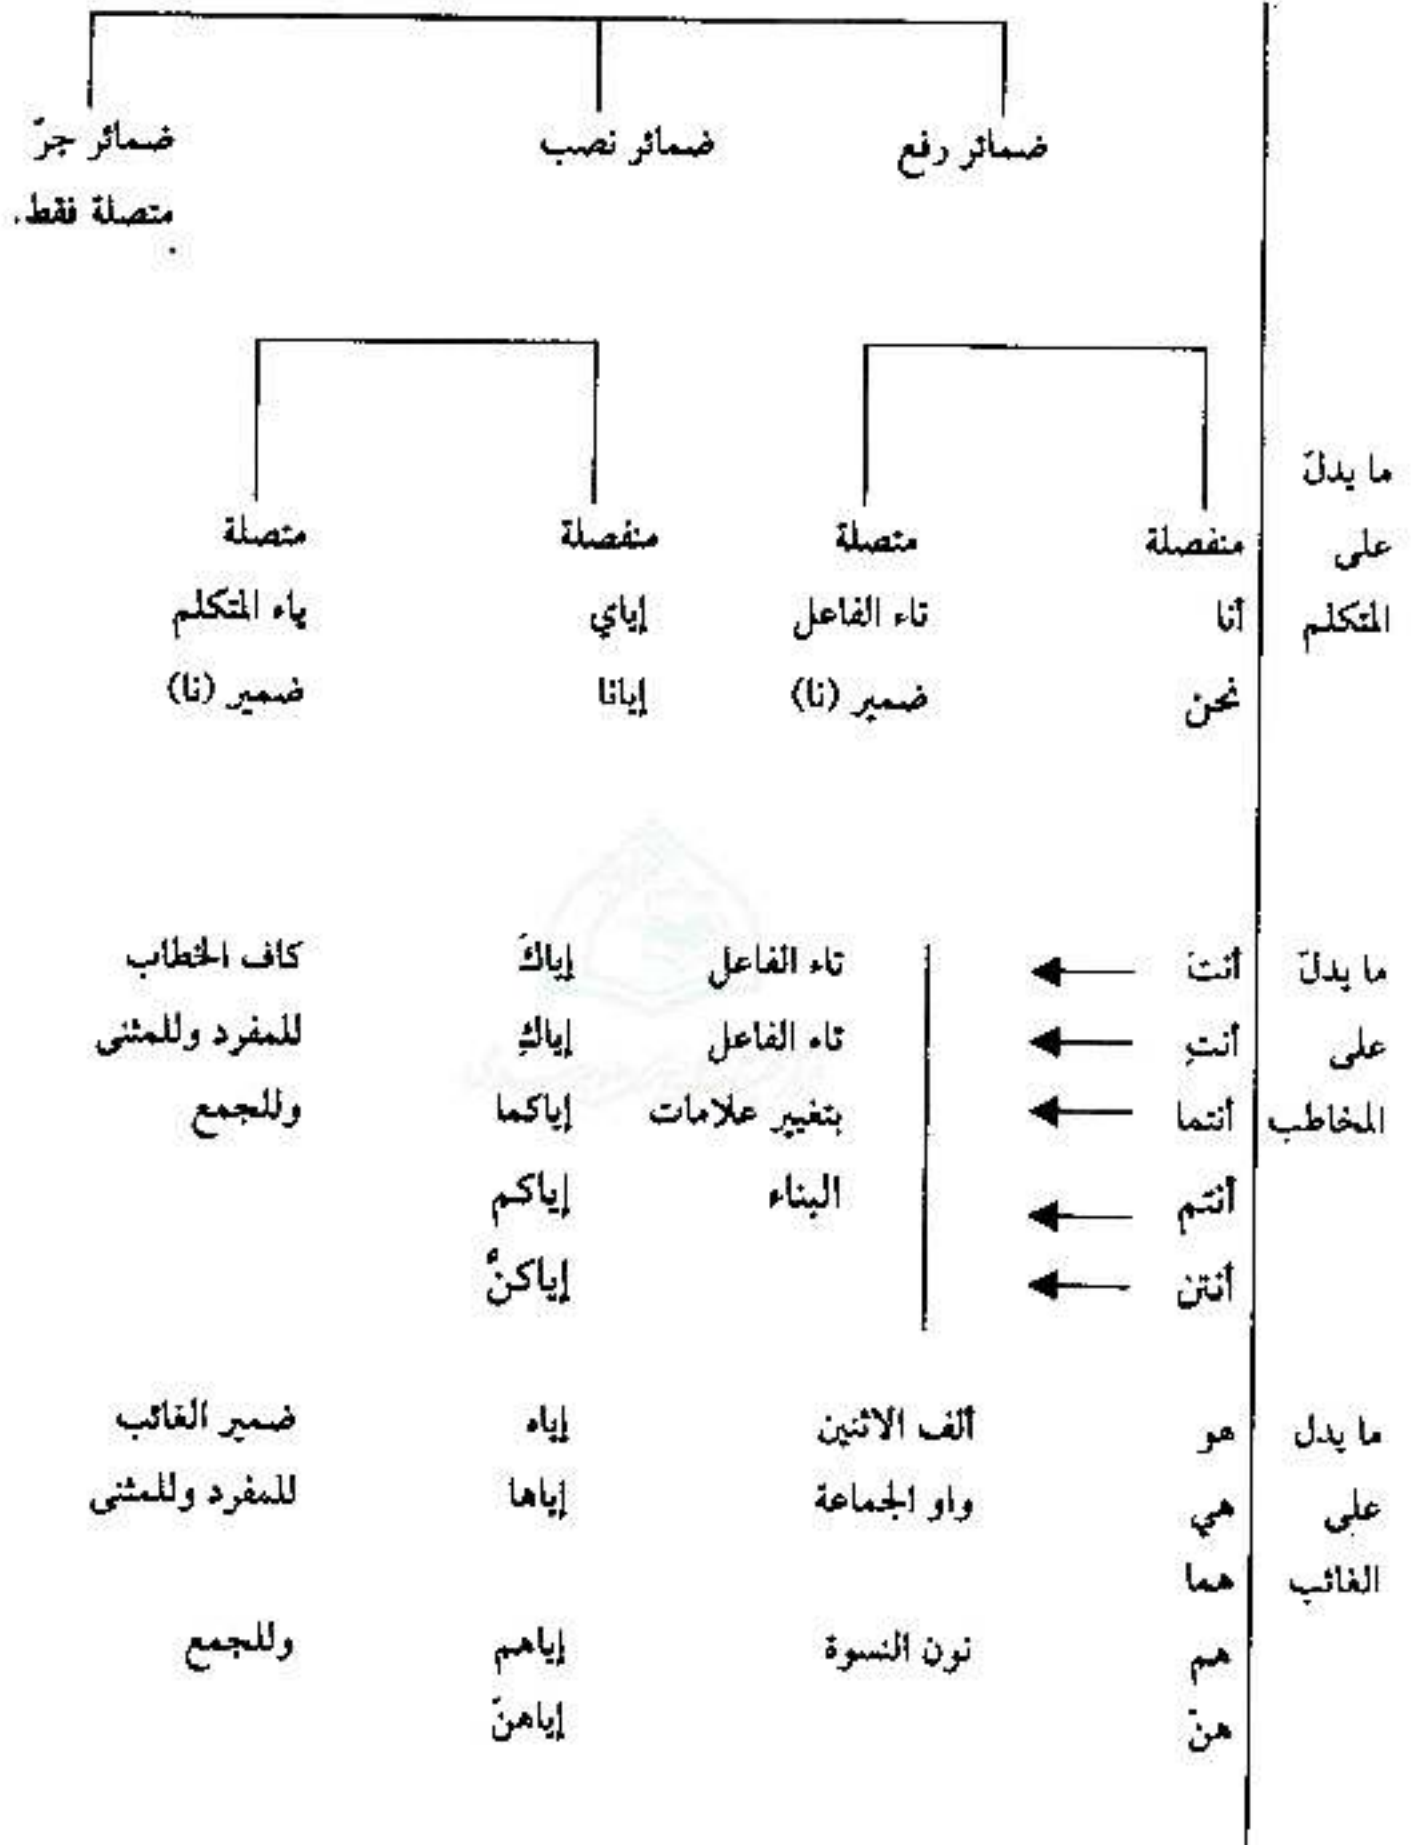 ضمائر رفع ضمائر نصب ضمائر جرّ
متصلة فقط.
ما يدلّ
على منفصلة متصلة منفصلة متصلة
المتكلم أنا تاء الفاعل إياي ياء المتكلم
نحن ضمير (نا) إيانا ضمير (نا)
ما يدلّ أنتَ تاء الفاعل إياكَ كاف الخطاب
على أنتِ تاء الفاعل إياكِ للمفرد وللمثنى
المخاطب أنتما بتغيير علامات إياكما وللجمع
أنتم البناء إياكم
أنتن إياكنّ
ما يدل هو ألف الاثنين إياه ضمير الغائب
على هي واو الجماعة إياها للمفرد وللمثنى
الغائب هما
هم نون النسوة إياهم وللجمع
هنّ إياهنّ